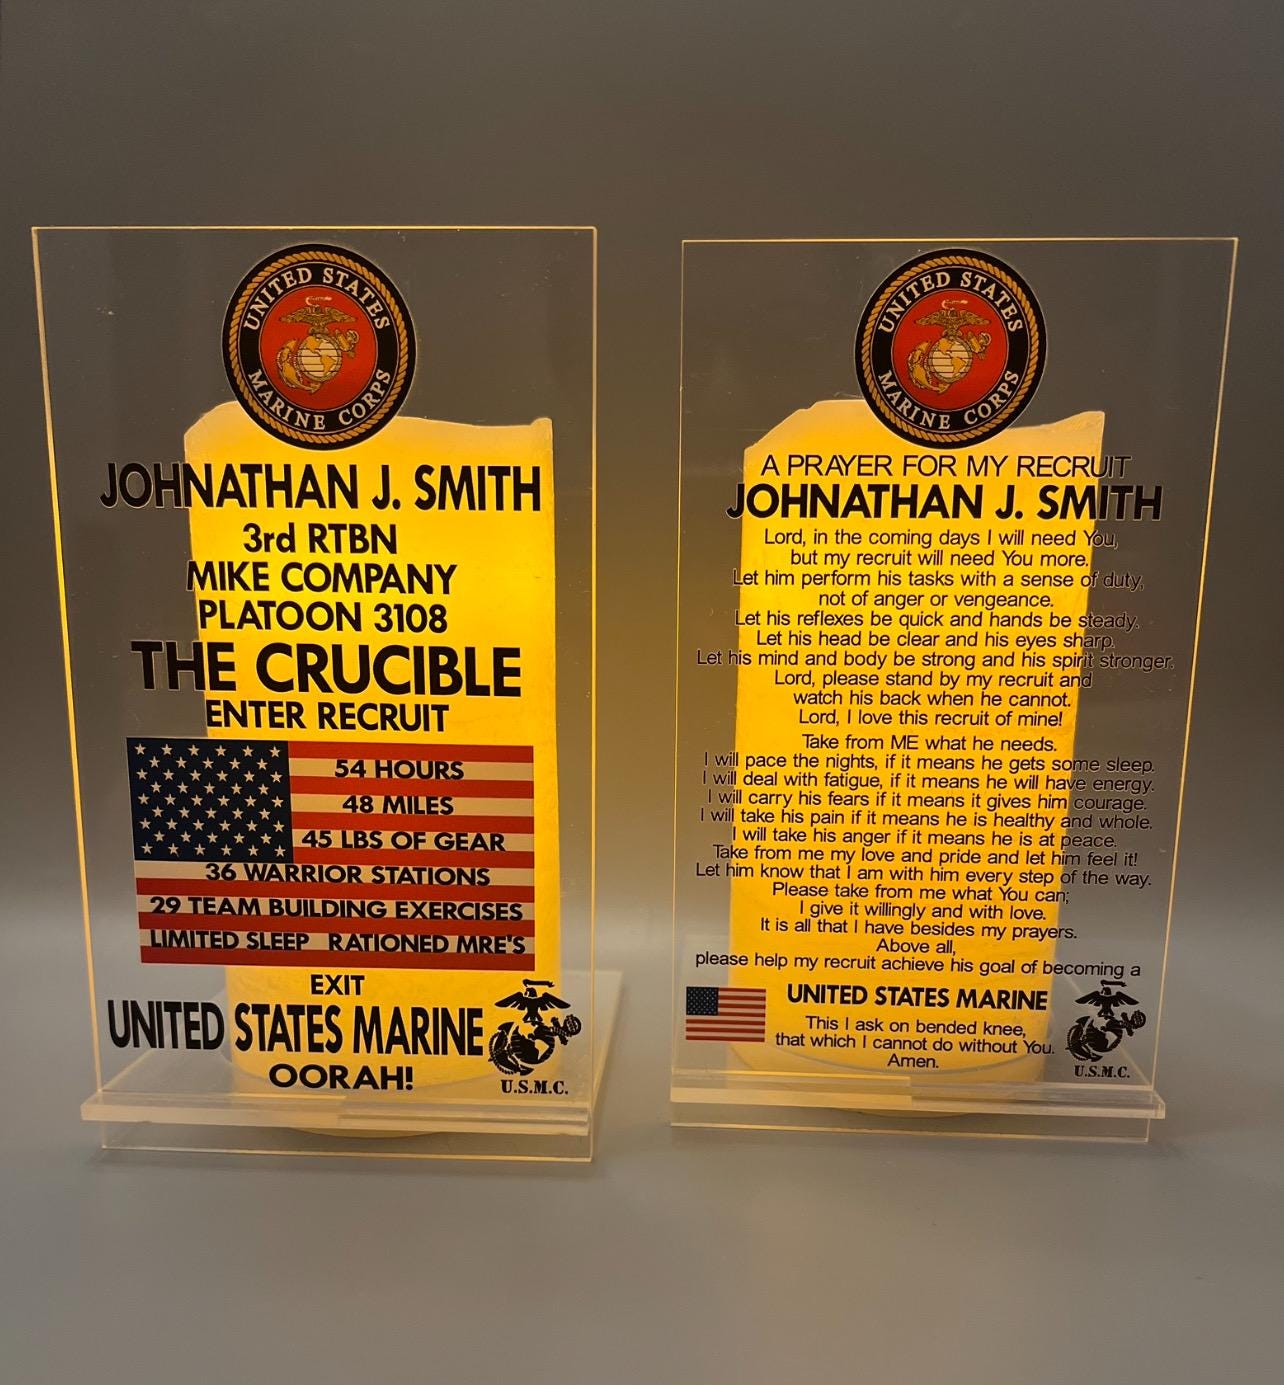 UNITED STATES
MARINE CORPS
JOHNATHAN J. SMITH
3rd RTBN
MIKE COMPANY
PLATOON 3108
THE CRUCIBLE
ENTER RECRUIT
54 HOURS
48 MILES
45 LBS OF GEAR
36 WARRIOR STATIONS
29 TEAM BUILDING EXERCISES
LIMITED SLEEP RATIONED MRE'S
EXIT
UNITED STATES MARINE
OORAH!
U.S.M.C.
UNITED STATES
MARINE CORPS
A PRAYER FOR MY RECRUIT
JOHNATHAN J. SMITH
Lord, in the coming days I will need You,
but my recruit will need You more.
Let him perform his tasks with a sense of duty,
not of anger or vengeance.
Let his reflexes be quick and hands be steady.
Let his head be clear and his eyes sharp.
Let his mind and body be strong and his spirit stronger.
Lord, please stand by my recruit and
watch his back when he cannot.
Lord, I love this recruit of mine!
Take from ME what he needs.
I will pace the nights, if it means he gets some sleep.
I will deal with fatigue, if it means he will have energy.
I will carry his fears if it means it gives him courage.
I will take his pain if it means he is healthy and whole.
I will take his anger if it means he is at peace.
Take from me my love and pride and let him feel it!
Let him know that I am with him every step of the way.
Please take from me what You can;
I give it willingly and with love.
It is all that I have besides my prayers.
Above all,
please help my recruit achieve his goal of becoming a
UNITED STATES MARINE
This I ask on bended knee,
that which I cannot do without You.
Amen.
U.S.M.C.